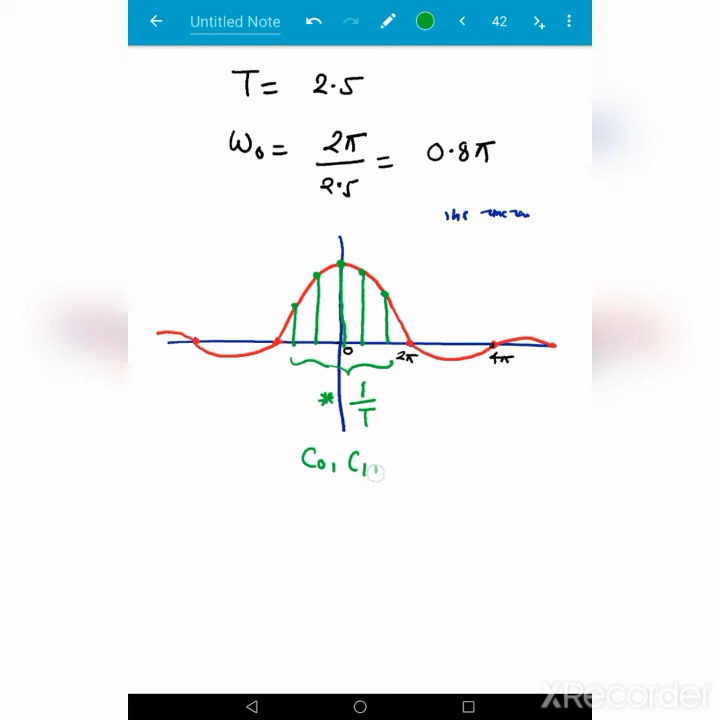 Untitled Note
42
T = 2.5
ω₀ = 2π / 2.5 = 0.8π
0
2π
4π
* 1/T
C₀, C₁,
XRecorder